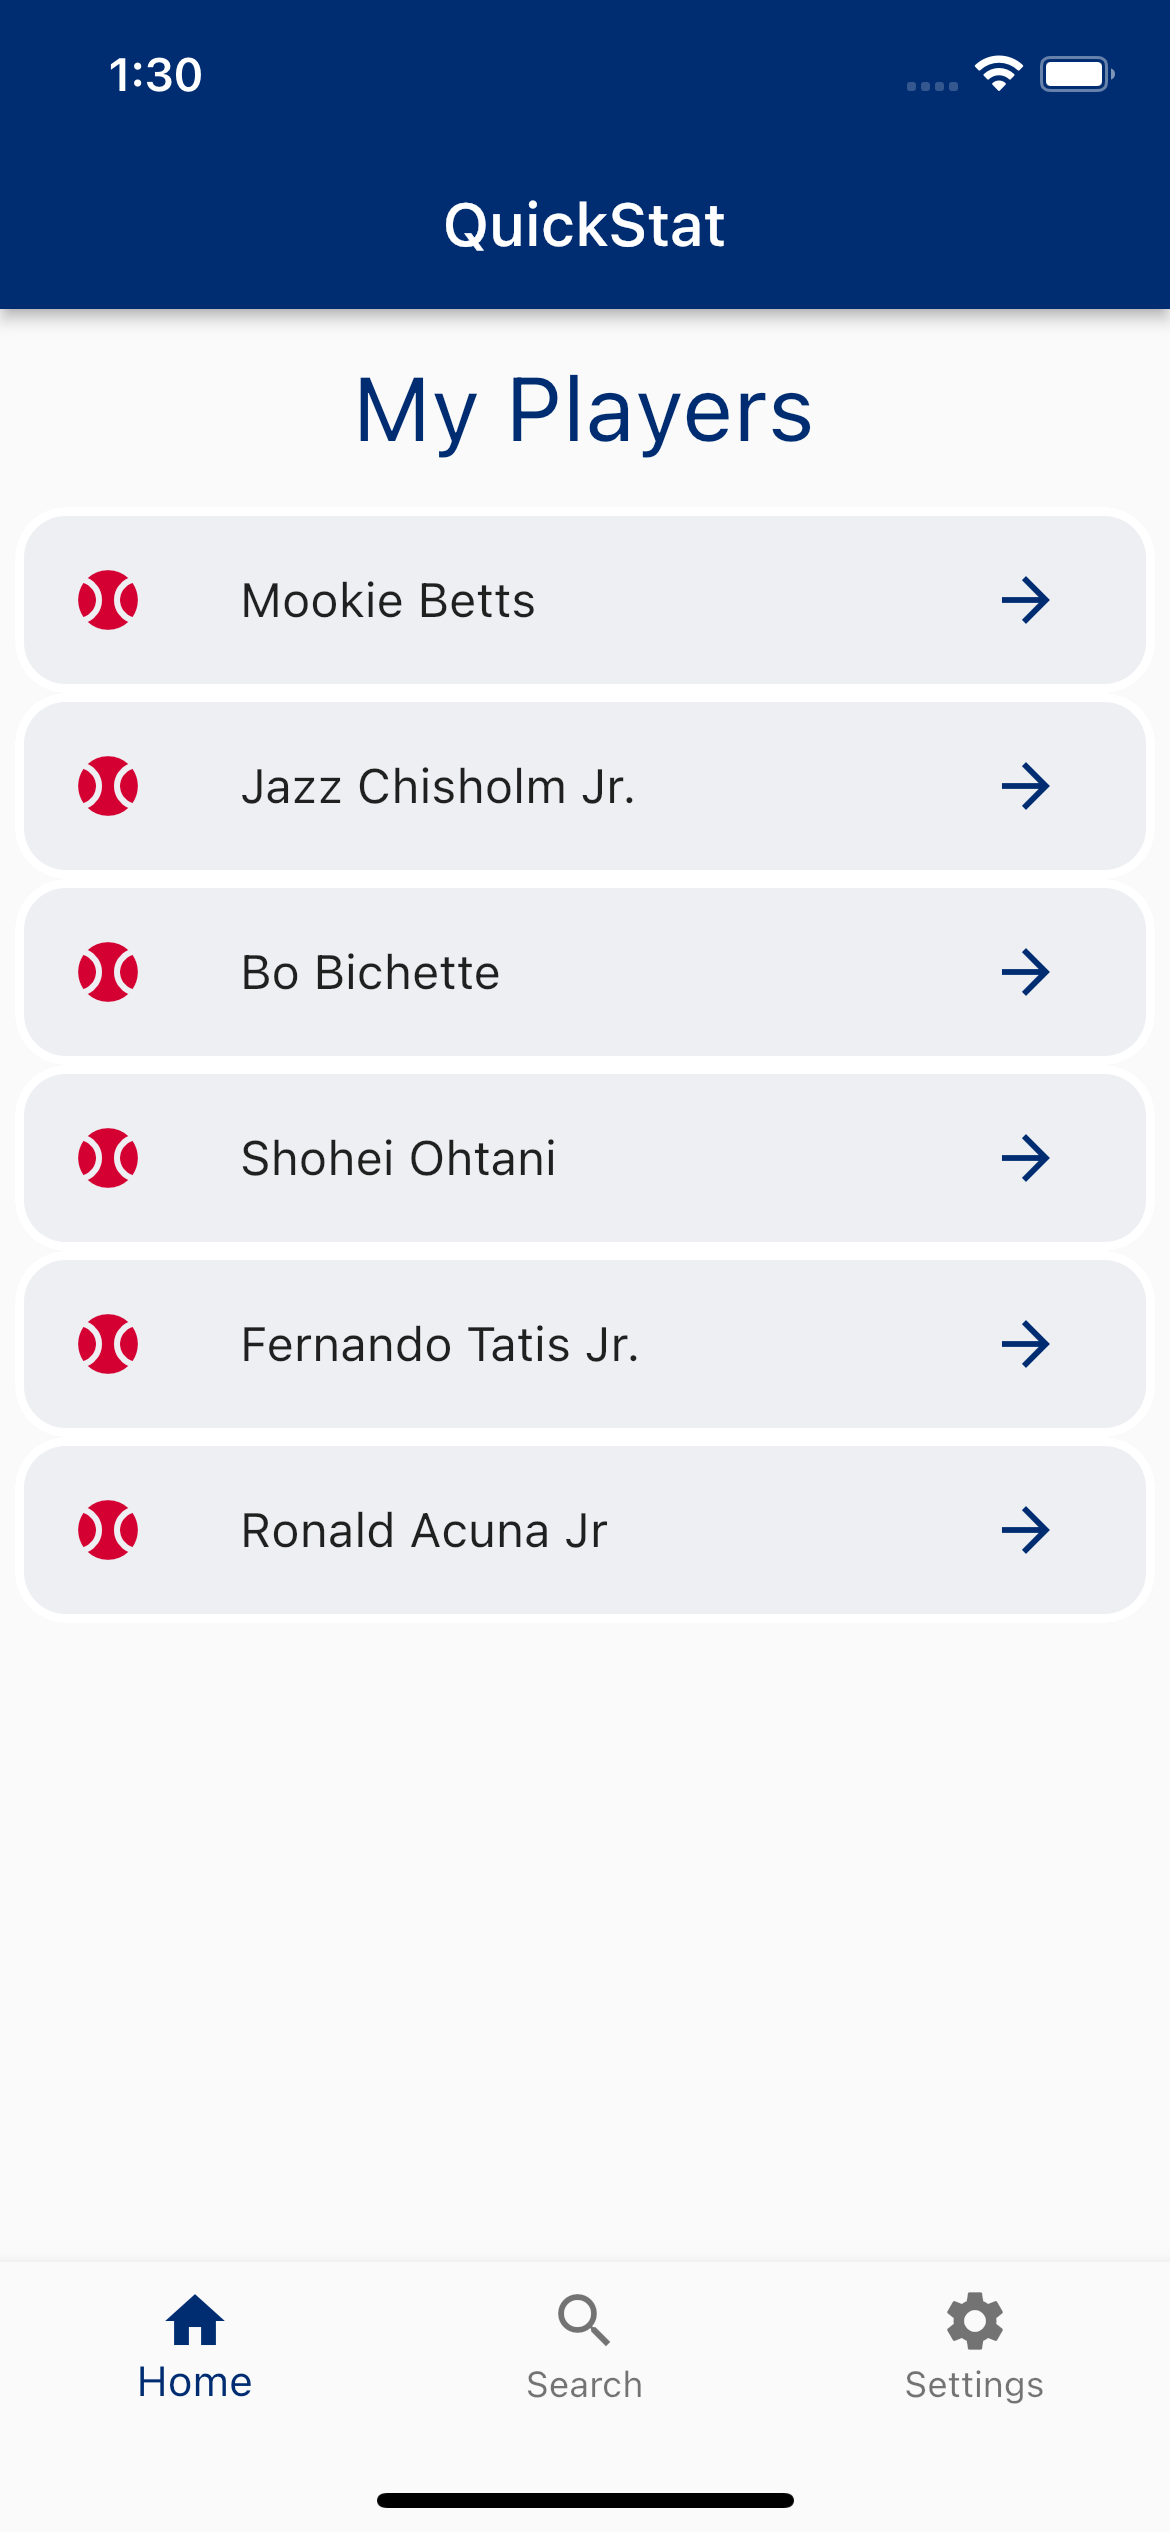 1:30
QuickStat
My Players
Mookie Betts
Jazz Chisholm Jr.
Bo Bichette
Shohei Ohtani
Fernando Tatis Jr.
Ronald Acuna Jr
Home
Search
Settings